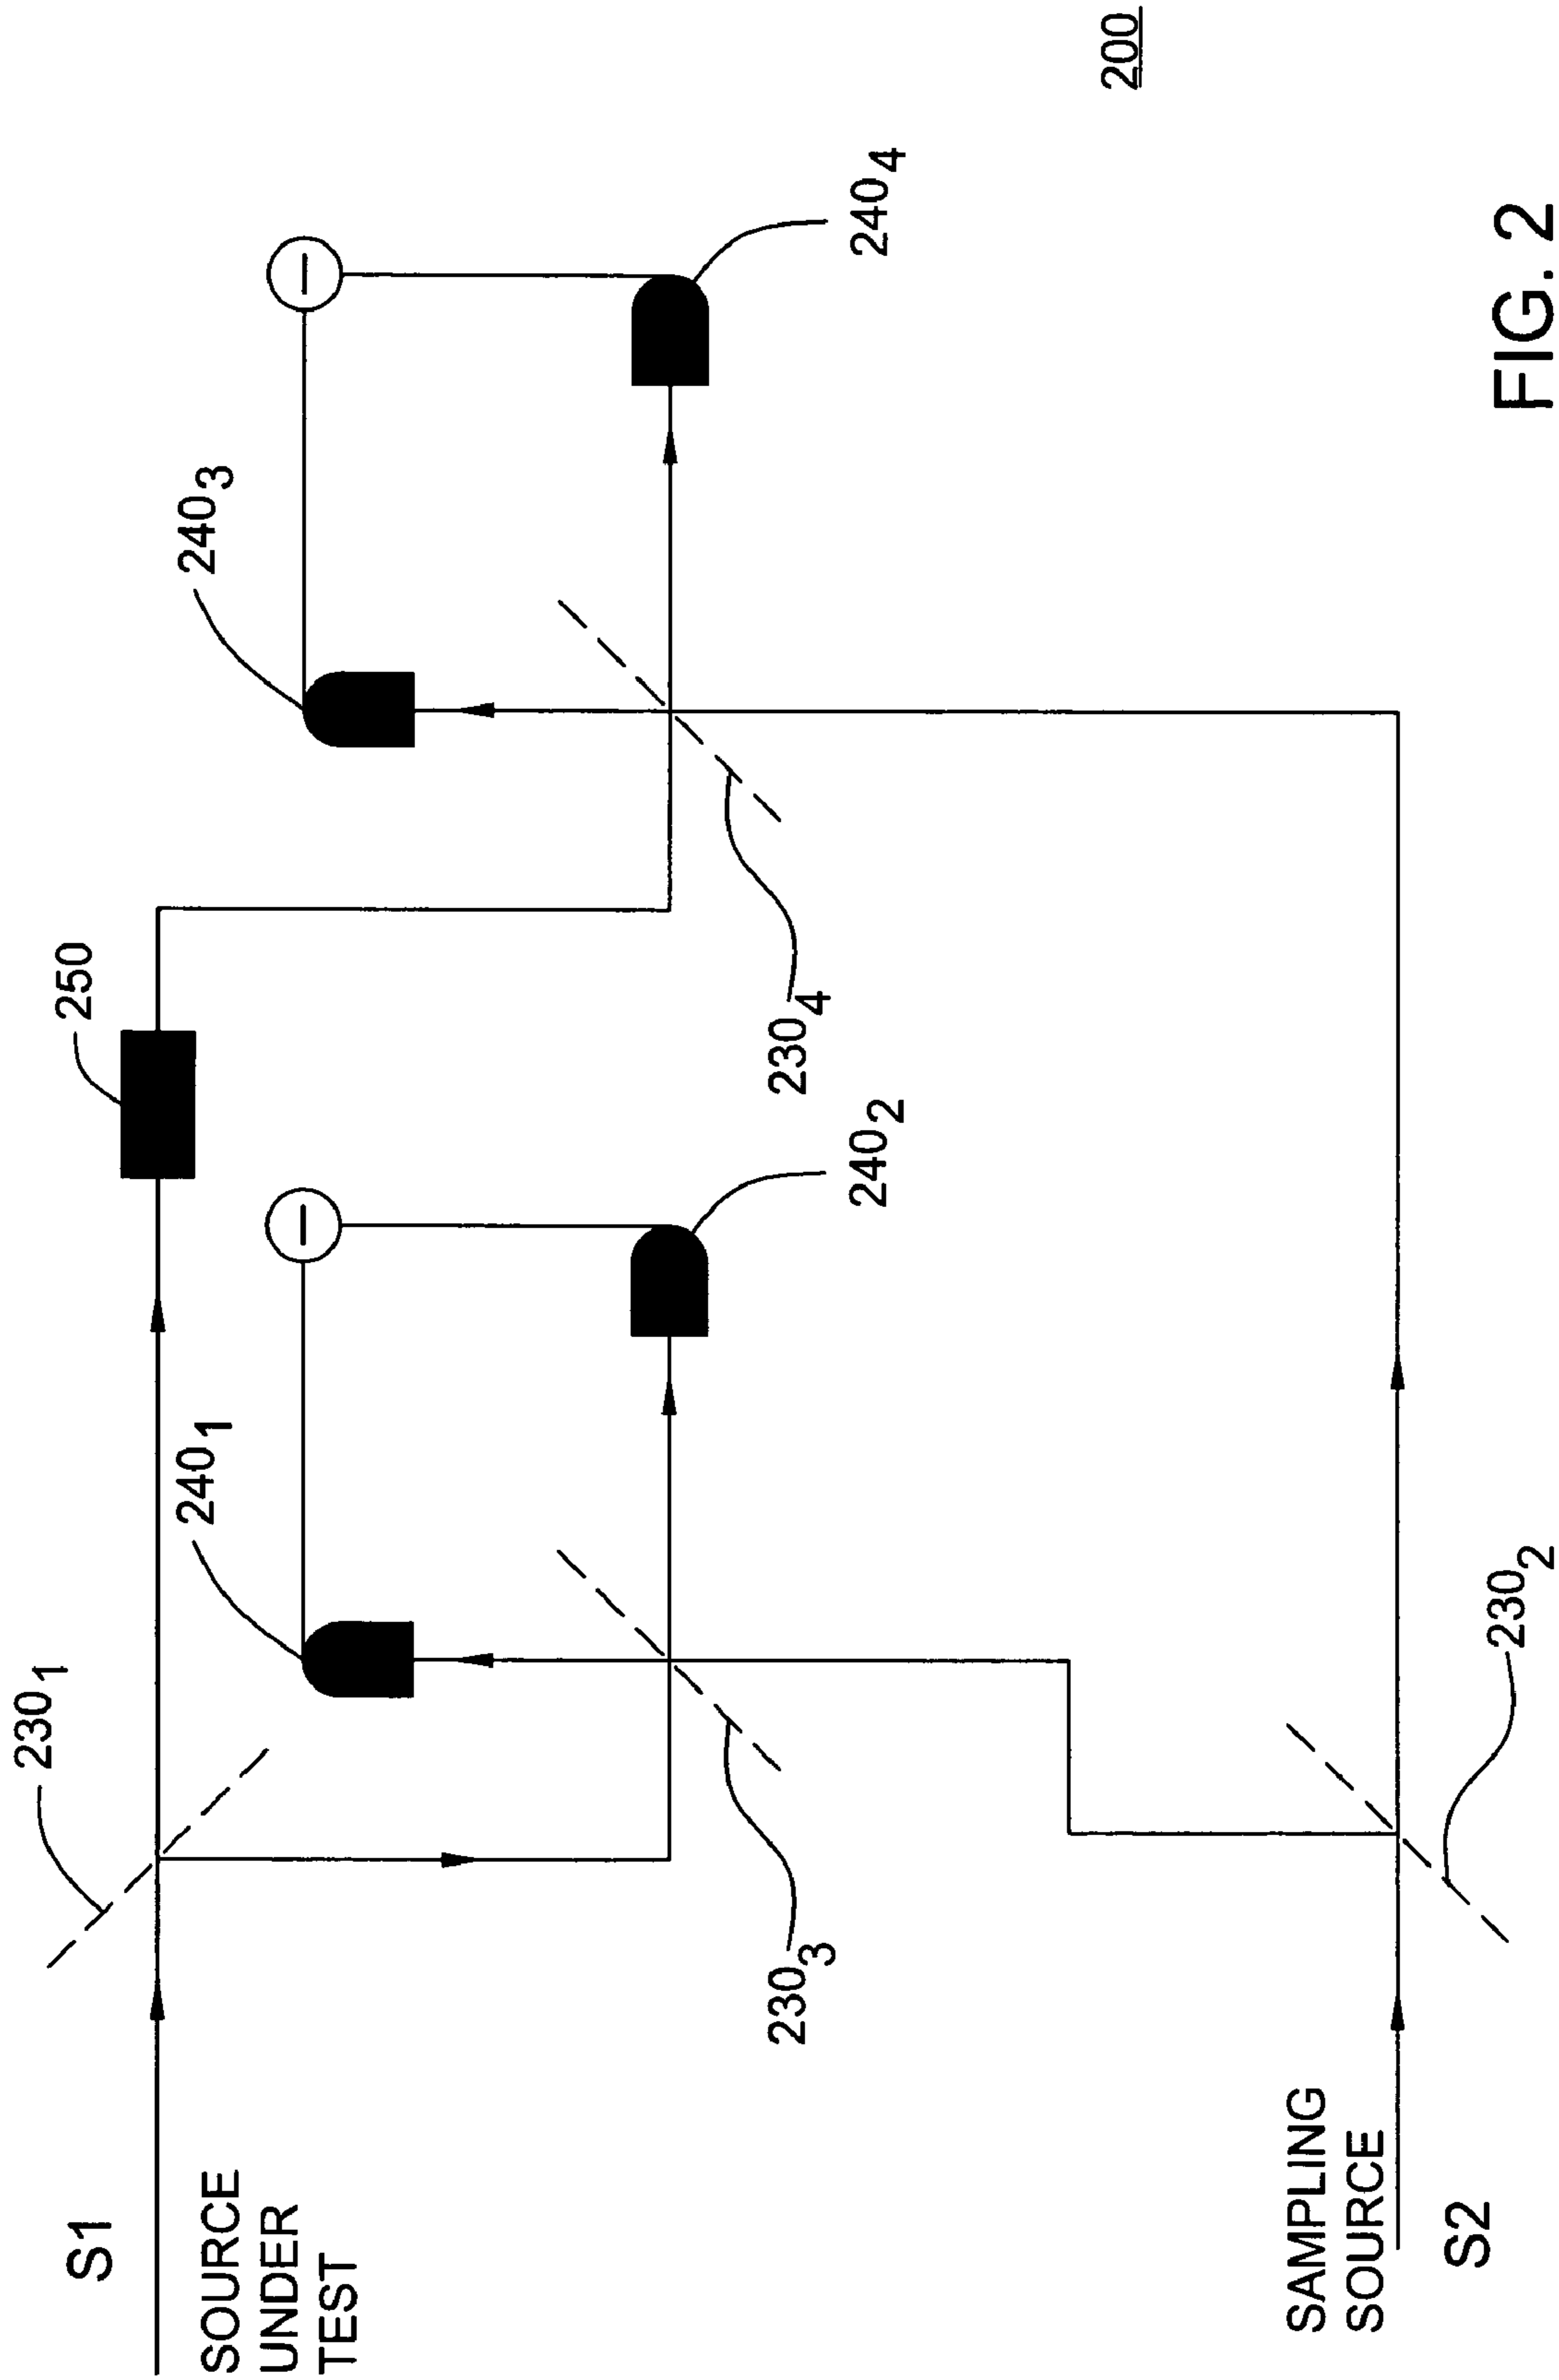 S1
SOURCE
UNDER
TEST
230₁
240₁
250
240₃
240₂
240₄
230₃
230₄
SAMPLING
SOURCE
S2
230₂
200
FIG. 2